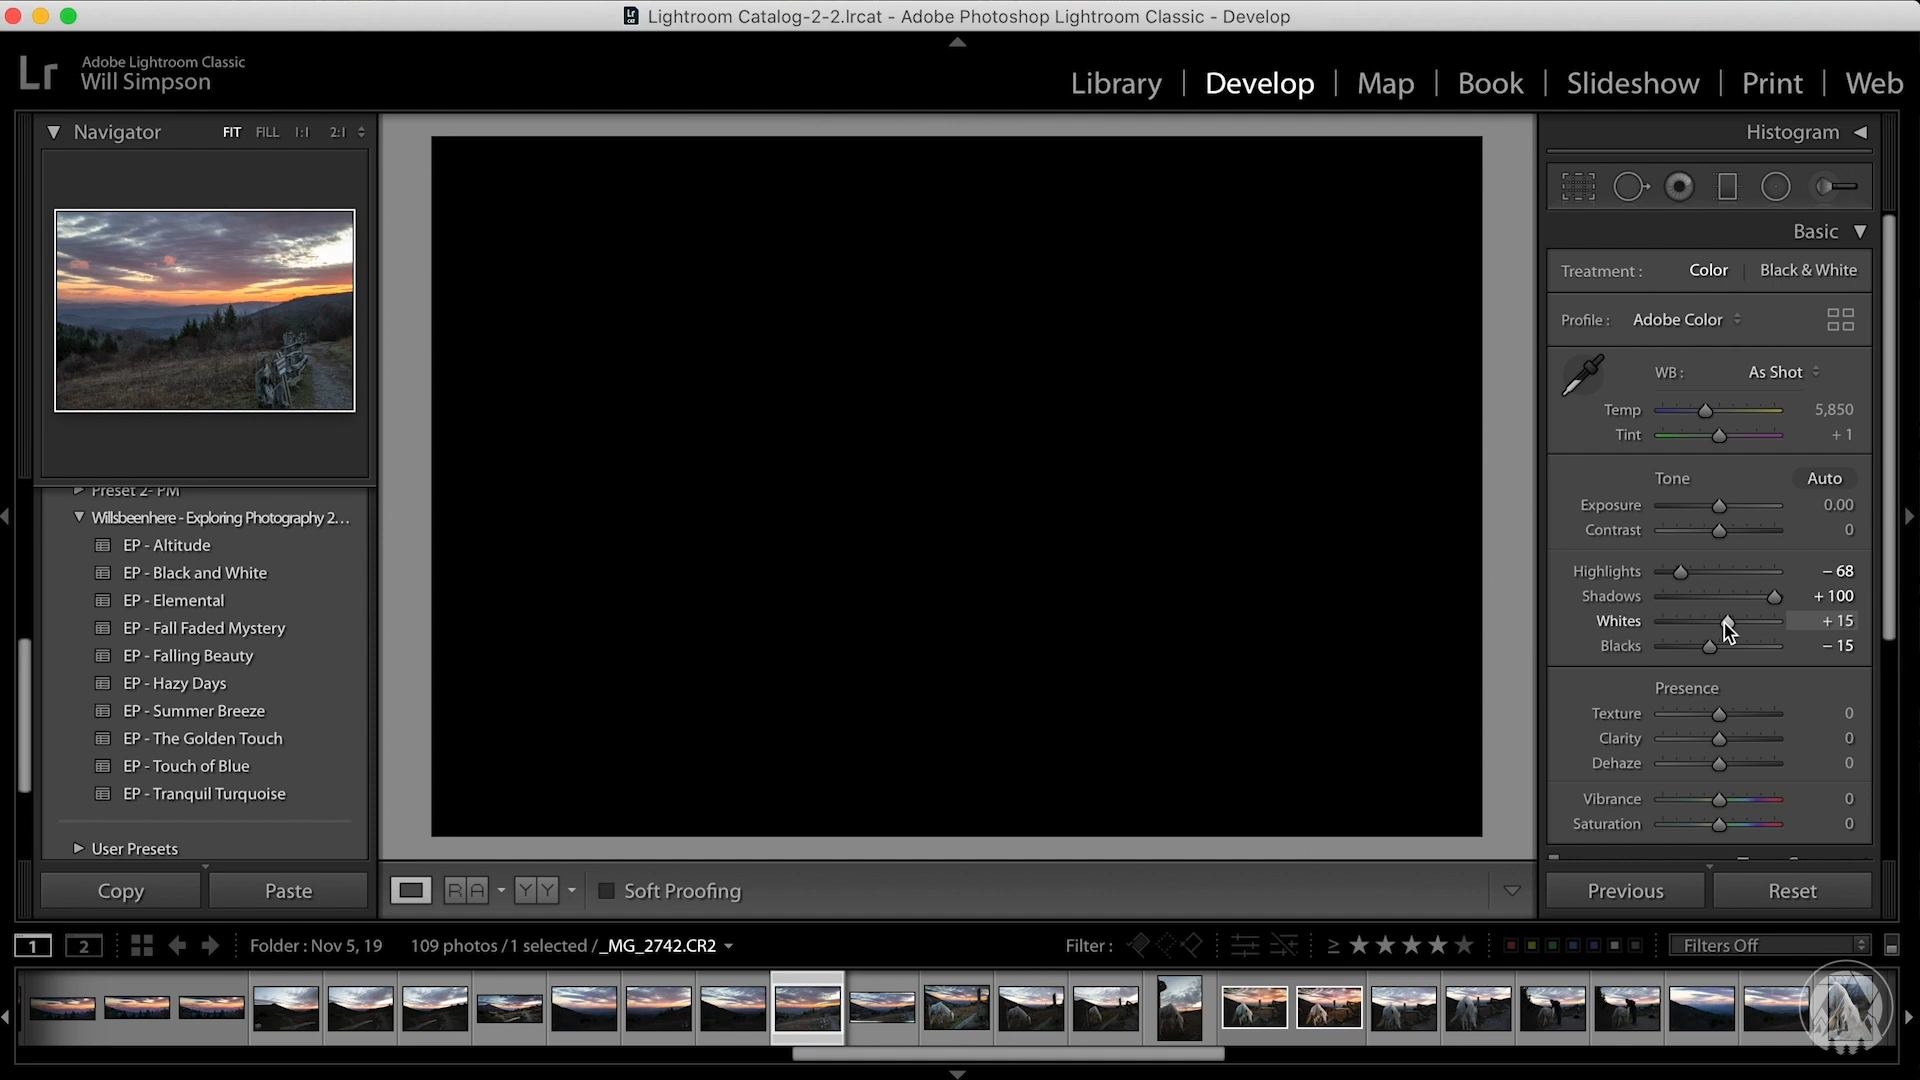 Lightroom Catalog-2-2.lrcat - Adobe Photoshop Lightroom Classic - Develop
Lr Adobe Lightroom Classic
Will Simpson
Library | Develop | Map | Book | Slideshow | Print | Web
Navigator FIT FILL 1:1 2:1
Preset 2- PM
Willsbeenhere - Exploring Photography 2...
EP - Altitude
EP - Black and White
EP - Elemental
EP - Fall Faded Mystery
EP - Falling Beauty
EP - Hazy Days
EP - Summer Breeze
EP - The Golden Touch
EP - Touch of Blue
EP - Tranquil Turquoise
User Presets
Copy Paste
RA YY Soft Proofing
Histogram
Basic
Treatment : Color Black & White
Profile : Adobe Color
WB : As Shot
Temp 5,850
Tint + 1
Tone Auto
Exposure 0.00
Contrast 0
Highlights – 68
Shadows + 100
Whites + 15
Blacks – 15
Presence
Texture 0
Clarity 0
Dehaze 0
Vibrance 0
Saturation 0
Previous Reset
1 2 Folder : Nov 5, 19 109 photos / 1 selected / _MG_2742.CR2 Filter : ≥ ★★★★★ Filters Off